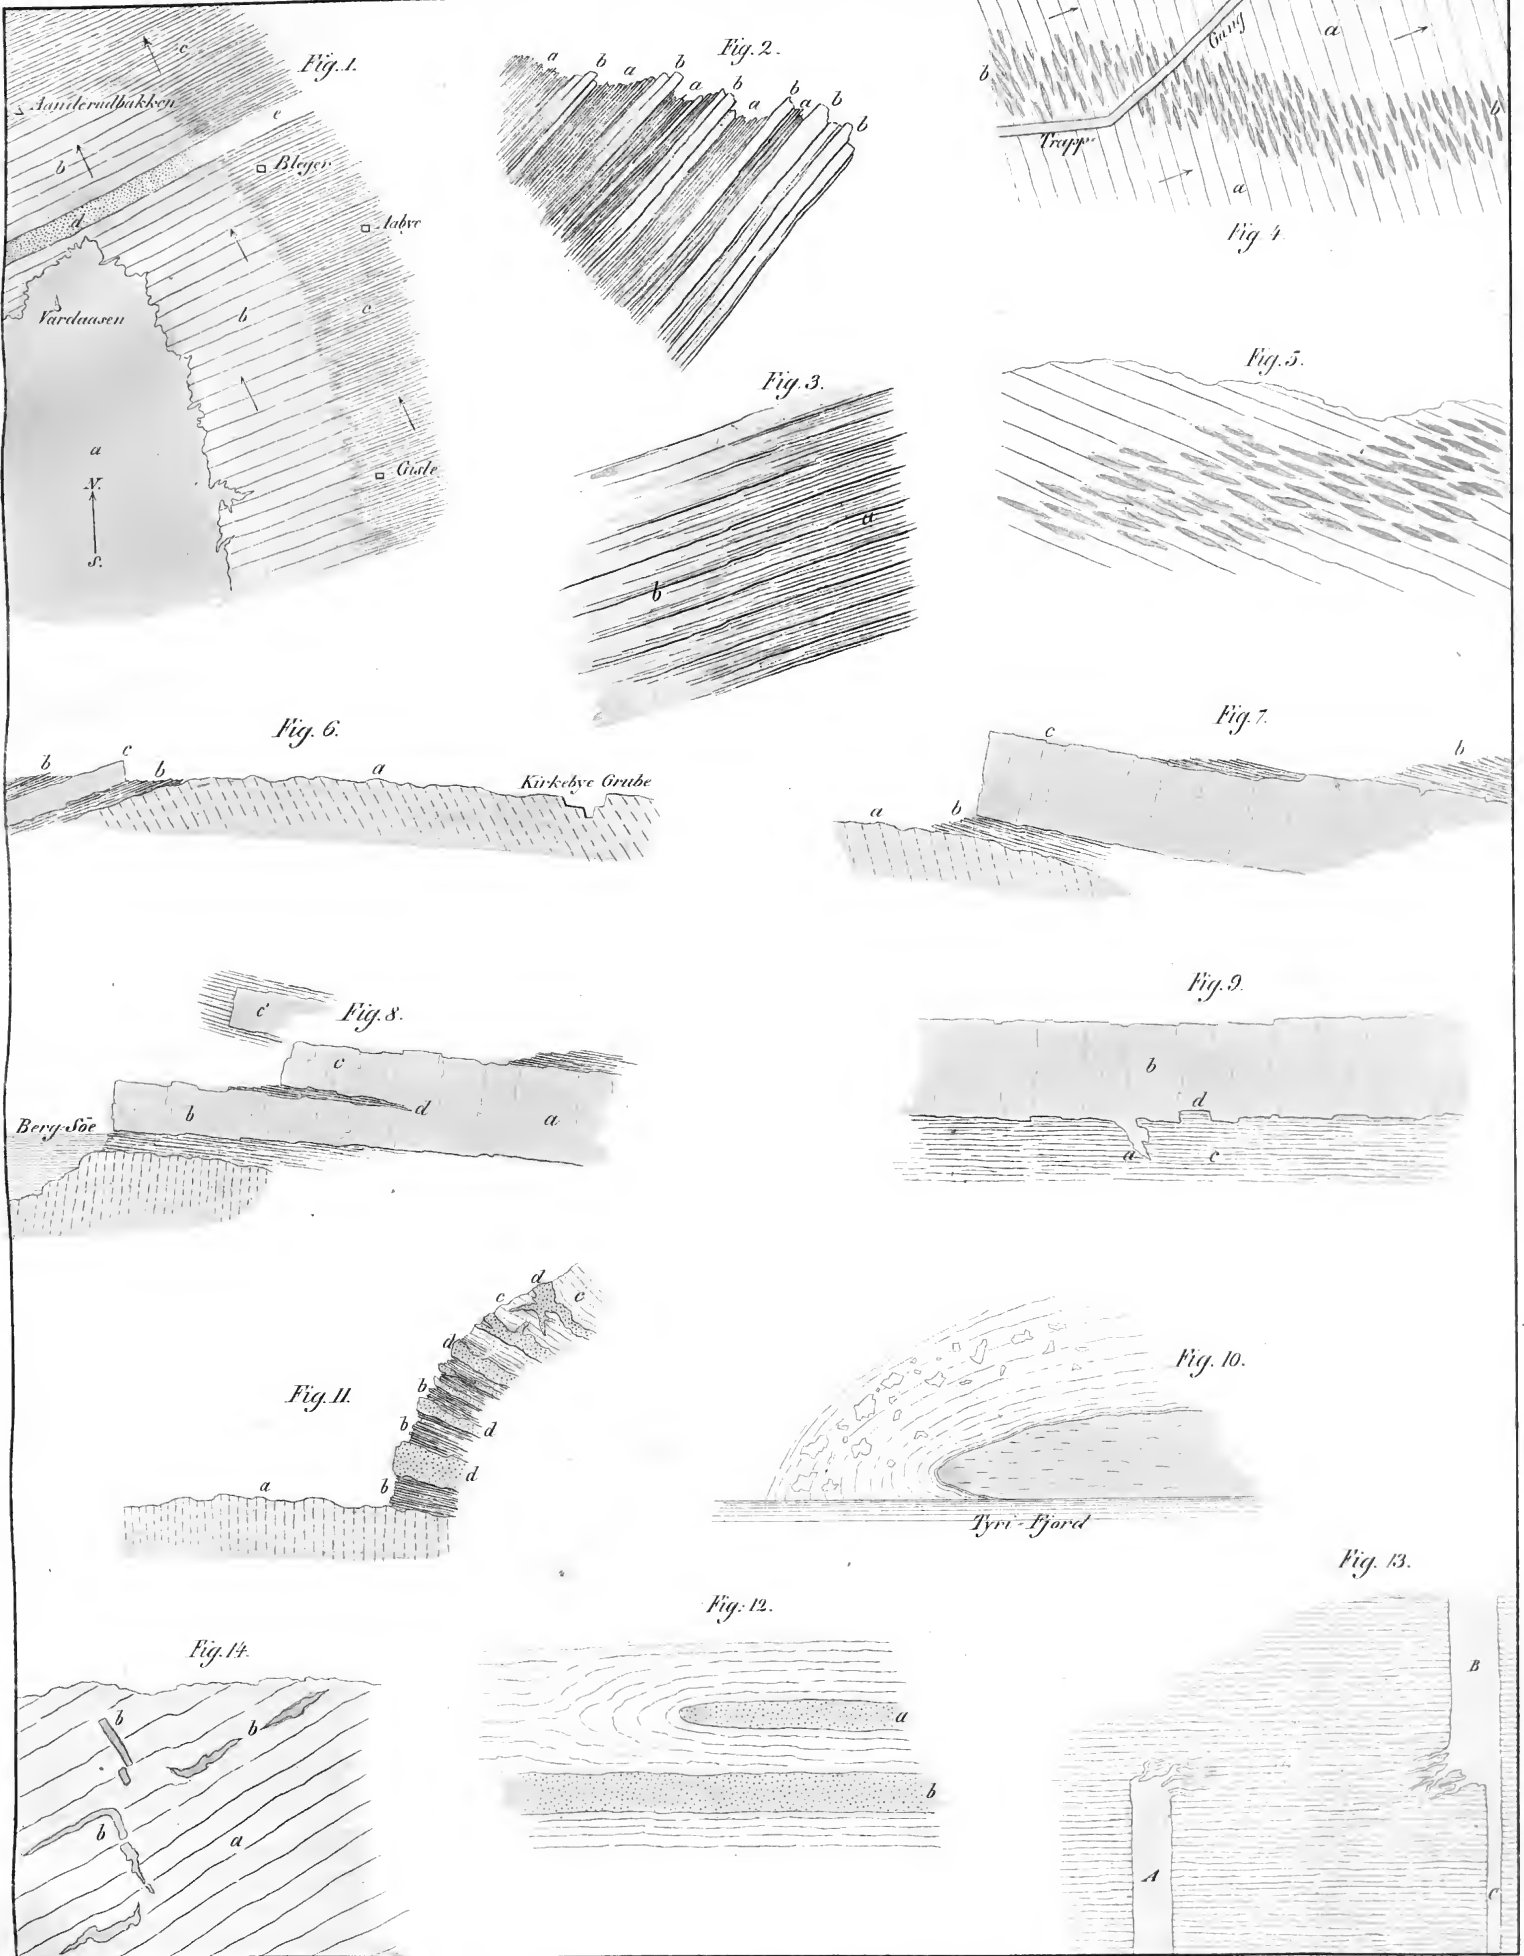 Fig. 1.
c
Aanderudbakken
e
b
Bleger
d
Aabye
Vardaasen
b
c
a
N.
Gisle
S.
Fig. 2.
a b a b a b a b a b b
Fig. 3.
a
b
Gang
a
b
b
Trapp
a
Fig. 4.
Fig. 5.
Fig. 6.
b c b a
Kirkebye Grube
Fig. 7.
c
b
a b
c
Fig. 8.
c
b d a
Berg-Söe
Fig. 9.
b
d
a c
d
c c
d
Fig. 11.
b
b d
d
a b
Fig. 10.
Tyri-Fjord
Fig. 12.
a
b
Fig. 13.
B
A
C
Fig. 14.
b b
b a